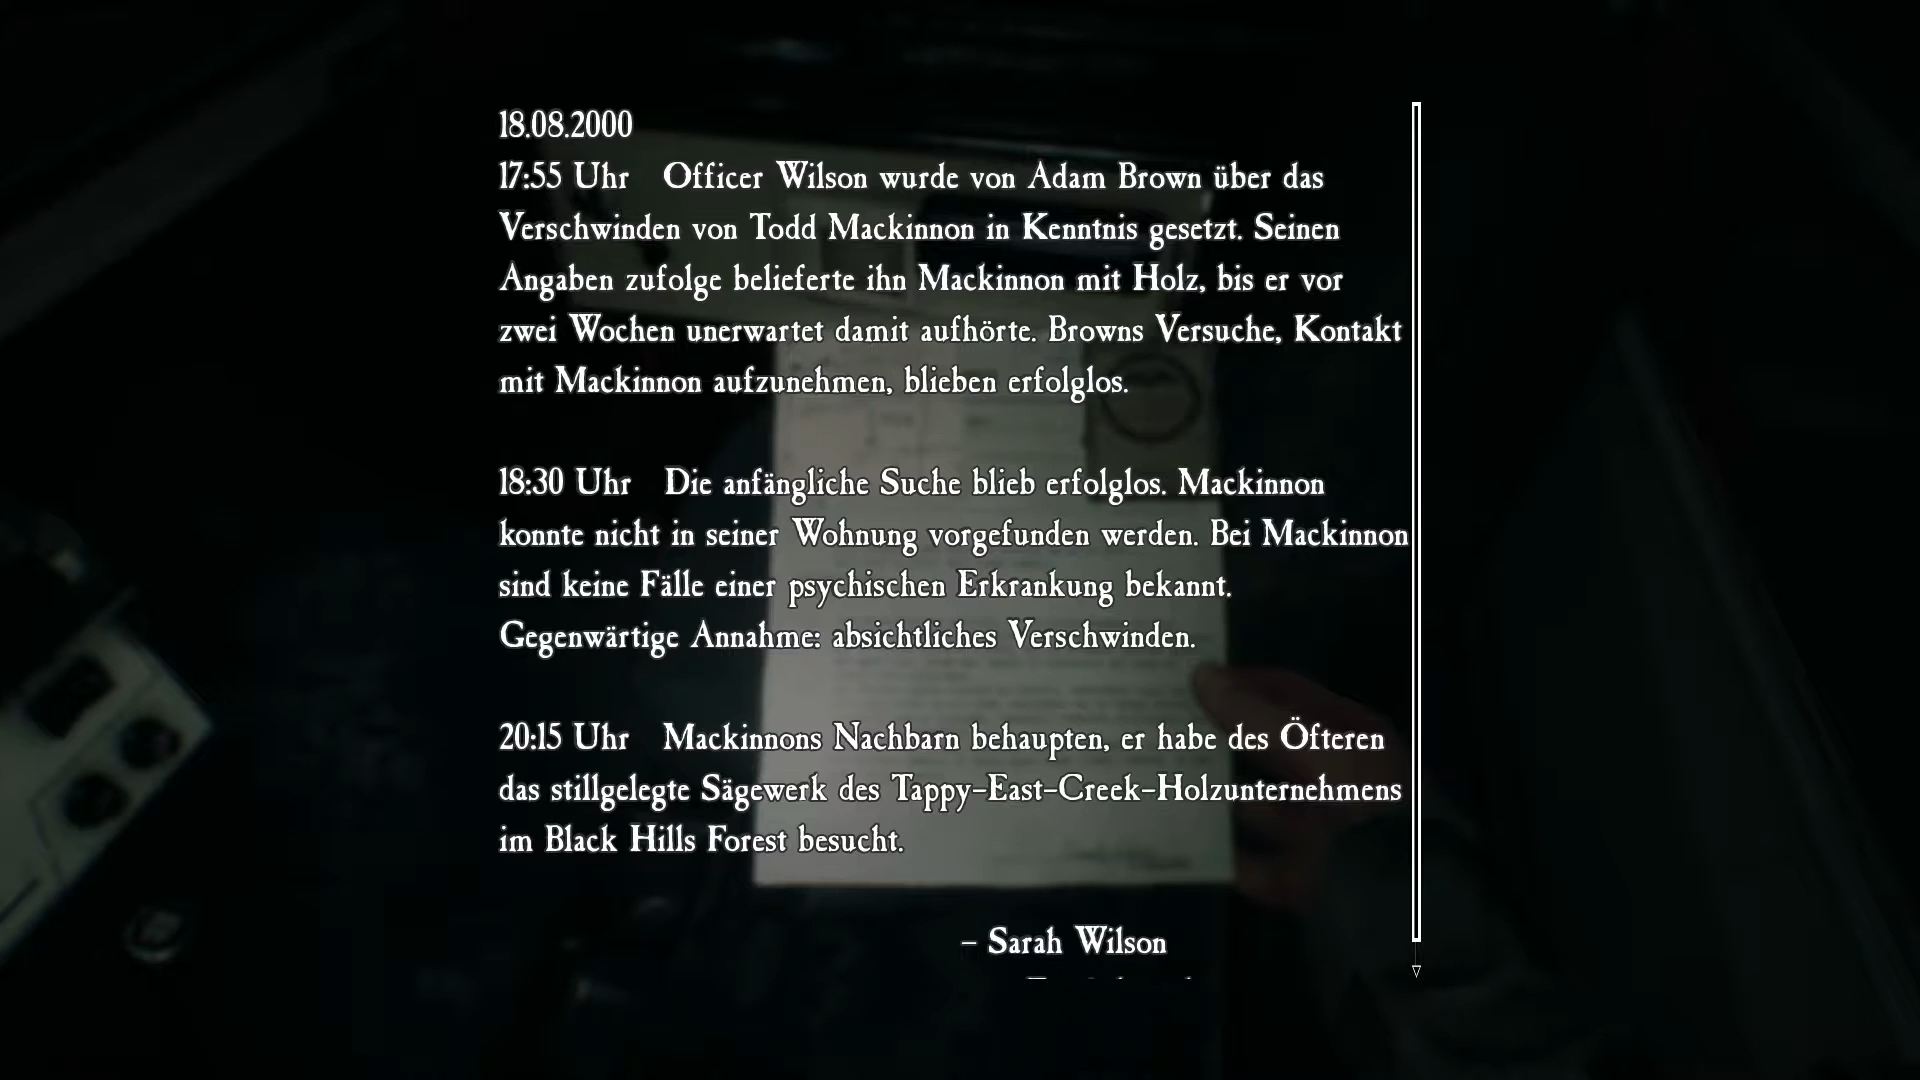 18.08.2000
17:55 Uhr Officer Wilson wurde von Adam Brown über das
Verschwinden von Todd Mackinnon in Kenntnis gesetzt. Seinen
Angaben zufolge belieferte ihn Mackinnon mit Holz, bis er vor
zwei Wochen unerwartet damit aufhörte. Browns Versuche, Kontakt
mit Mackinnon aufzunehmen, blieben erfolglos.
18:30 Uhr Die anfängliche Suche blieb erfolglos. Mackinnon
konnte nicht in seiner Wohnung vorgefunden werden. Bei Mackinnon
sind keine Fälle einer psychischen Erkrankung bekannt.
Gegenwärtige Annahme: absichtliches Verschwinden.
20:15 Uhr Mackinnons Nachbarn behaupten, er habe des Öfteren
das stillgelegte Sägewerk des Tappy-East-Creek-Holzunternehmens
im Black Hills Forest besucht.
– Sarah Wilson